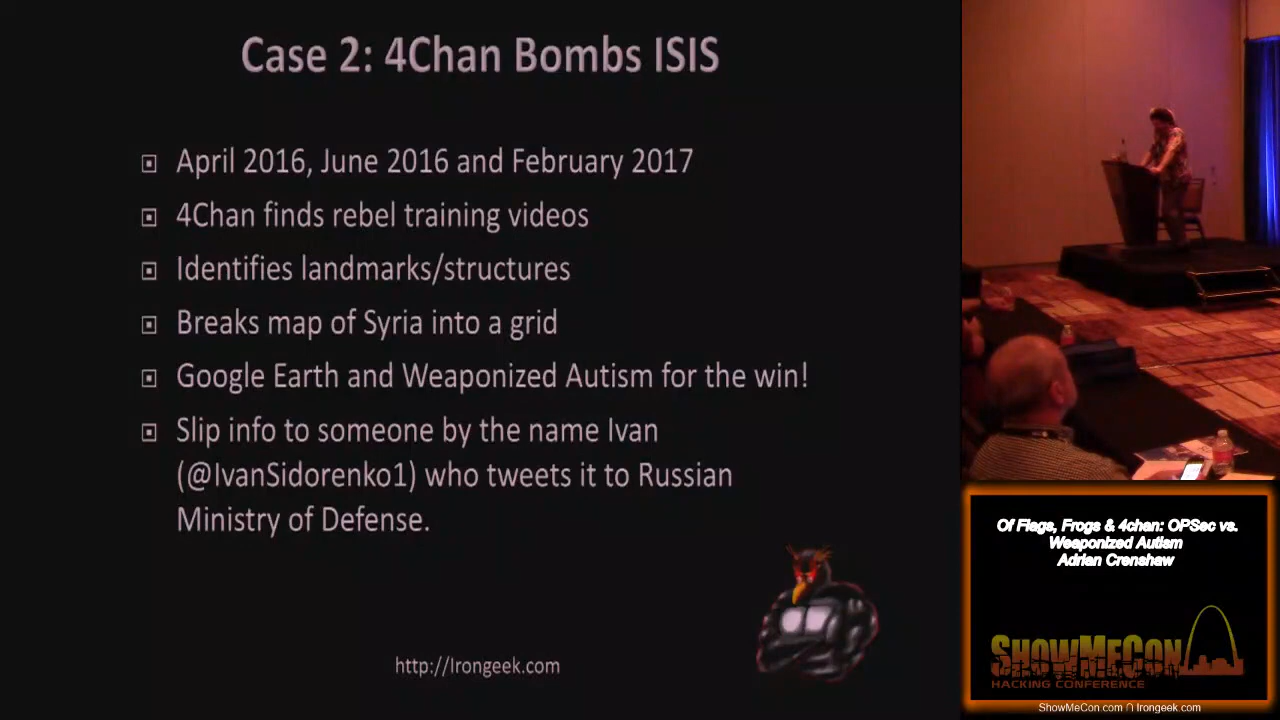 Case 2: 4Chan Bombs ISIS
April 2016, June 2016 and February 2017
4Chan finds rebel training videos
Identifies landmarks/structures
Breaks map of Syria into a grid
Google Earth and Weaponized Autism for the win!
Slip info to someone by the name Ivan
(@IvanSidorenko1) who tweets it to Russian
Ministry of Defense.
http://Irongeek.com
Of Flags, Frogs & 4chan: OPSec vs.
Weaponized Autism
Adrian Crenshaw
SHOWMECON
HACKING CONFERENCE
ShowMeCon.com ∩ Irongeek.com